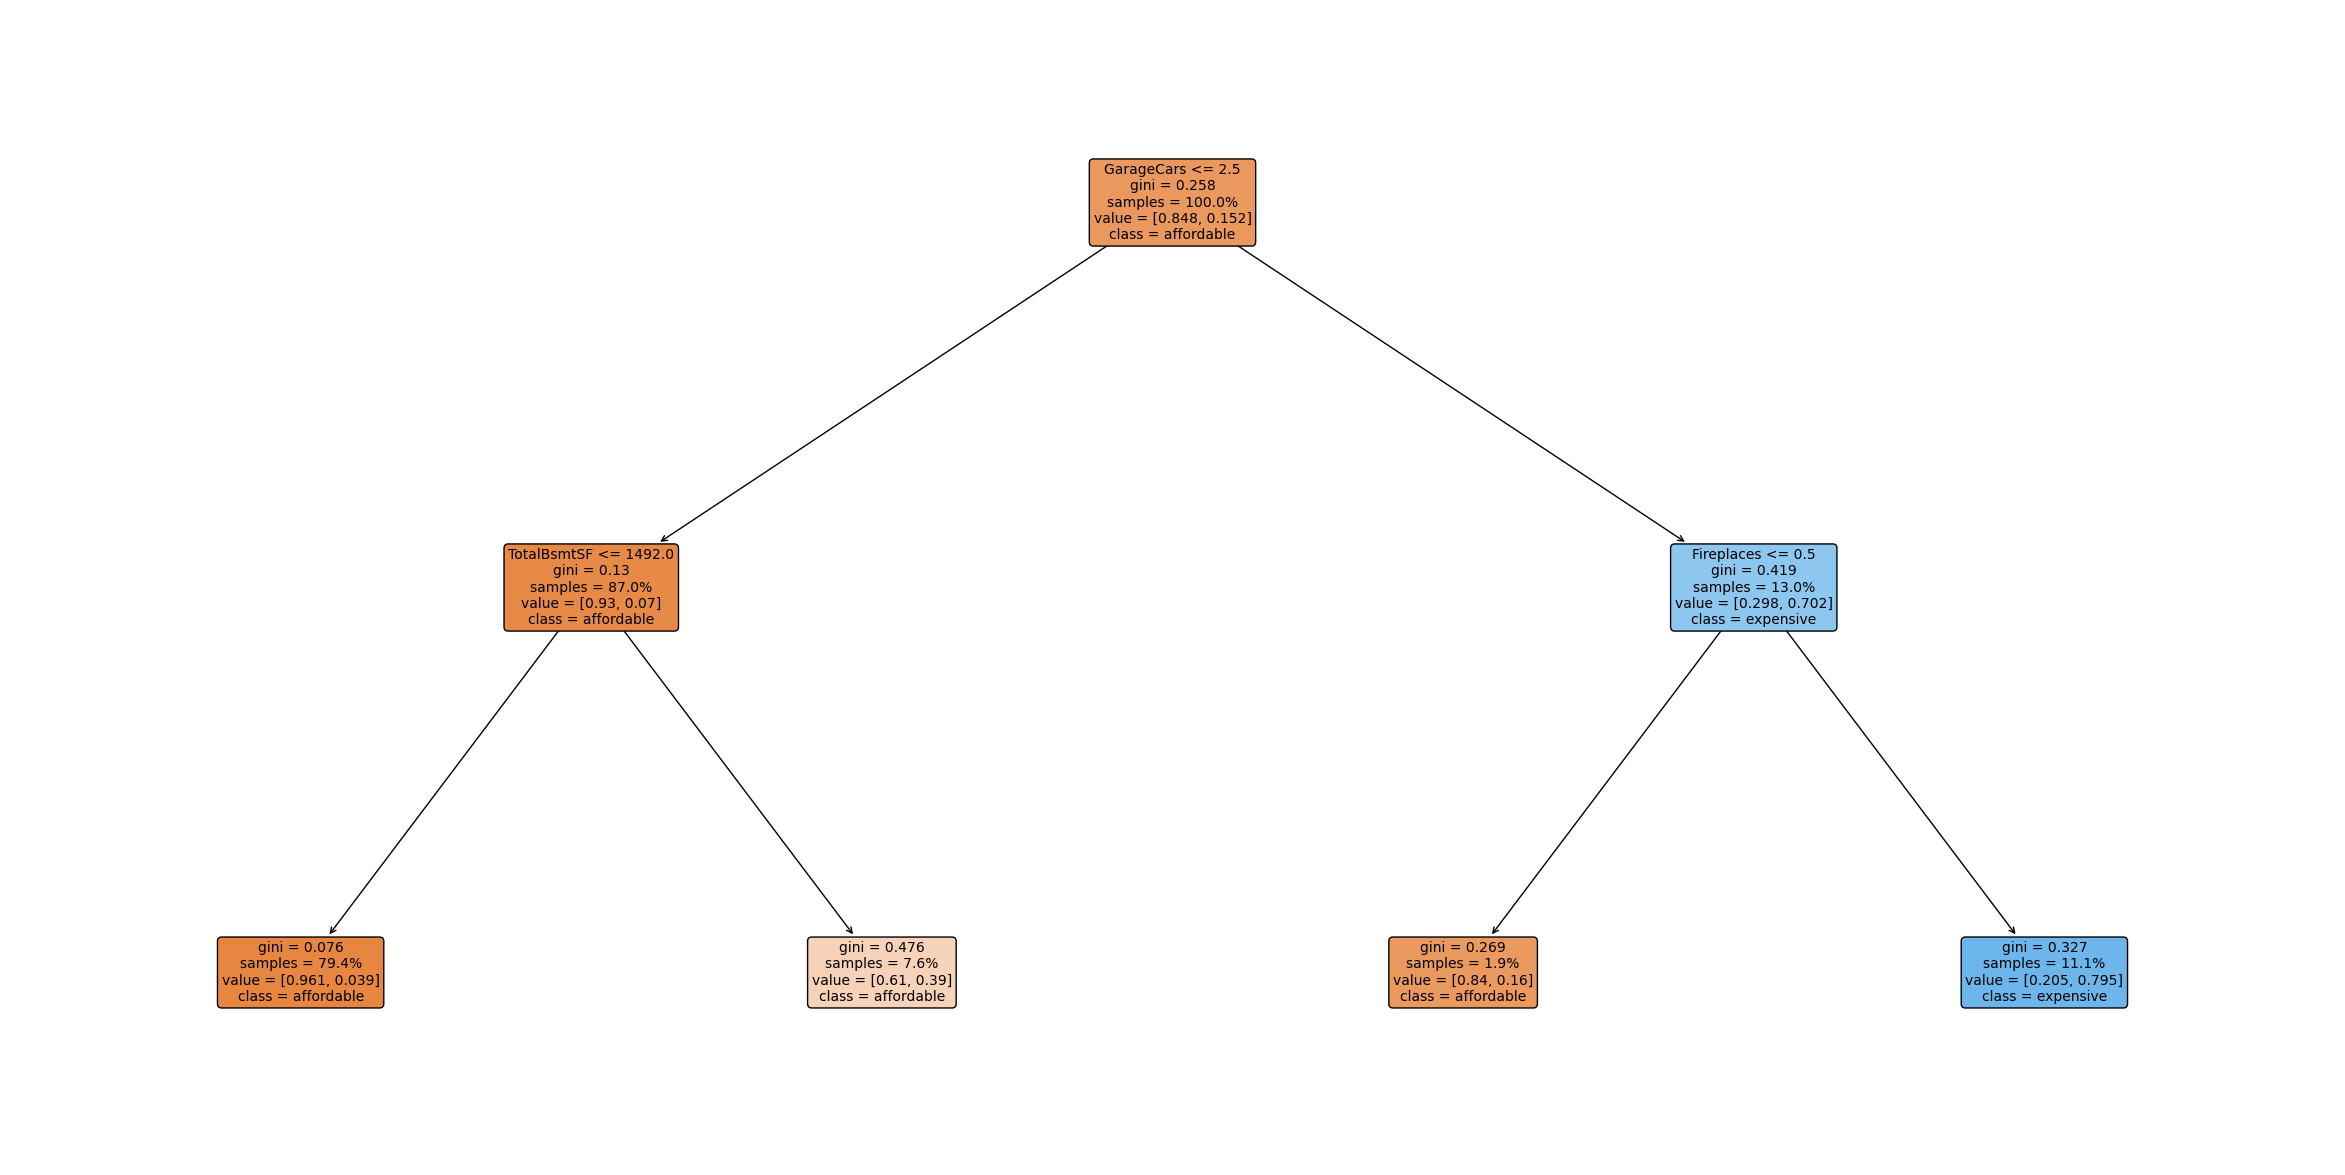 GarageCars <= 2.5
gini = 0.258
samples = 100.0%
value = [0.848, 0.152]
class = affordable
TotalBsmtSF <= 1492.0
gini = 0.13
samples = 87.0%
value = [0.93, 0.07]
class = affordable
Fireplaces <= 0.5
gini = 0.419
samples = 13.0%
value = [0.298, 0.702]
class = expensive
gini = 0.076
samples = 79.4%
value = [0.961, 0.039]
class = affordable
gini = 0.476
samples = 7.6%
value = [0.61, 0.39]
class = affordable
gini = 0.269
samples = 1.9%
value = [0.84, 0.16]
class = affordable
gini = 0.327
samples = 11.1%
value = [0.205, 0.795]
class = expensive